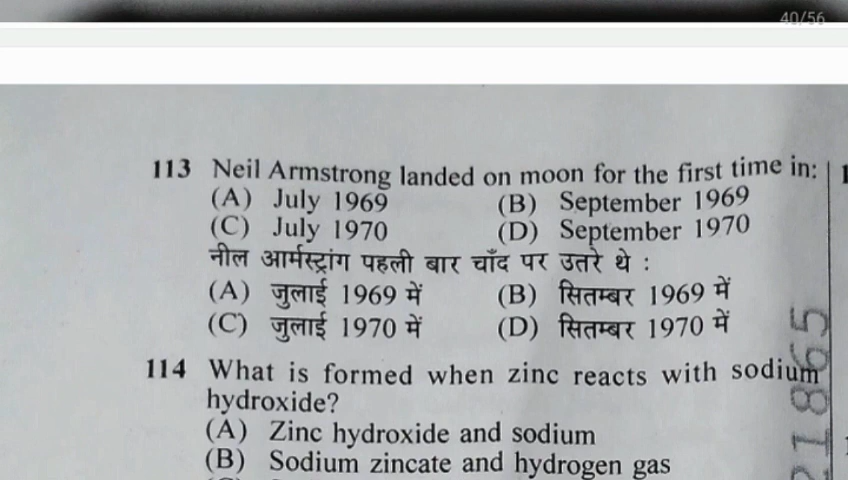 40/56
113 Neil Armstrong landed on moon for the first time in:
(A) July 1969 (B) September 1969
(C) July 1970 (D) September 1970
नील आर्मस्ट्रांग पहली बार चाँद पर उतरे थे :
(A) जुलाई 1969 में (B) सितम्बर 1969 में
(C) जुलाई 1970 में (D) सितम्बर 1970 में
114 What is formed when zinc reacts with sodium
hydroxide?
(A) Zinc hydroxide and sodium
(B) Sodium zincate and hydrogen gas
21865